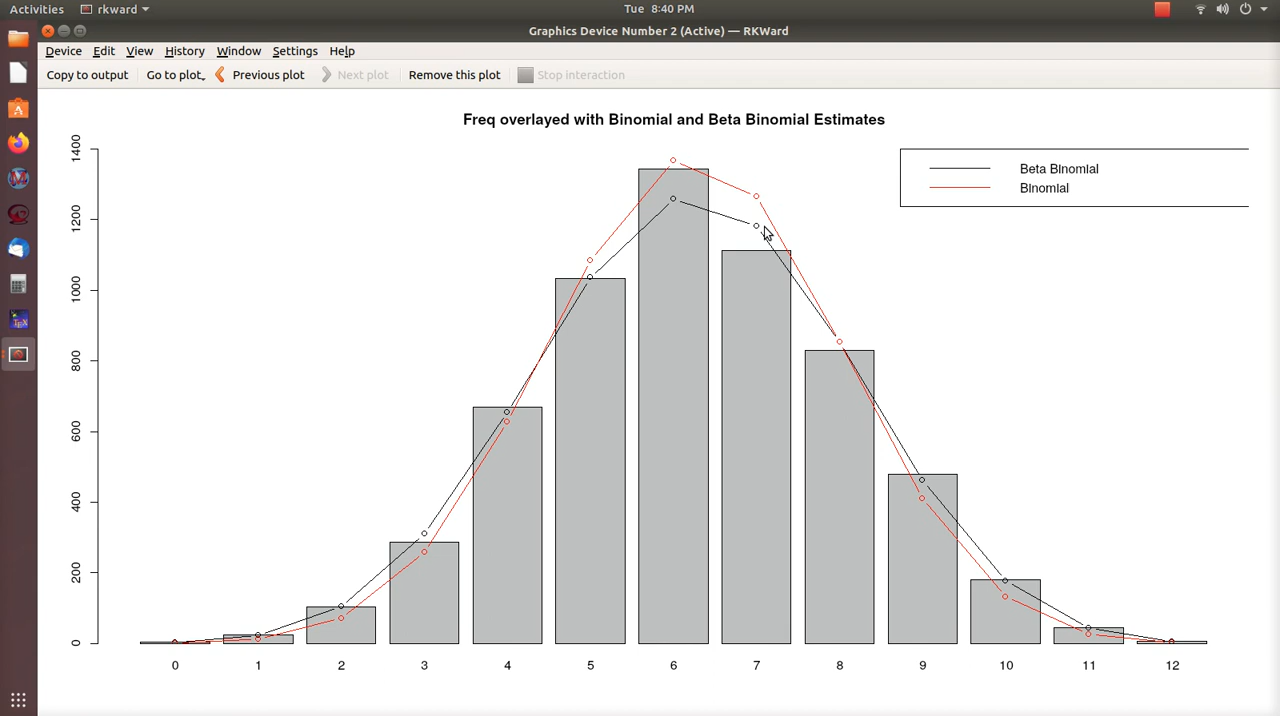 Activities rkward Tue 8:40 PM
Graphics Device Number 2 (Active) — RKWard
Device Edit View History Window Settings Help
Copy to output Go to plot Previous plot Next plot Remove this plot Stop interaction
Freq overlayed with Binomial and Beta Binomial Estimates
Beta BInomial
Binomial
1400
1200
1000
800
600
400
200
0
0 1 2 3 4 5 6 7 8 9 10 11 12